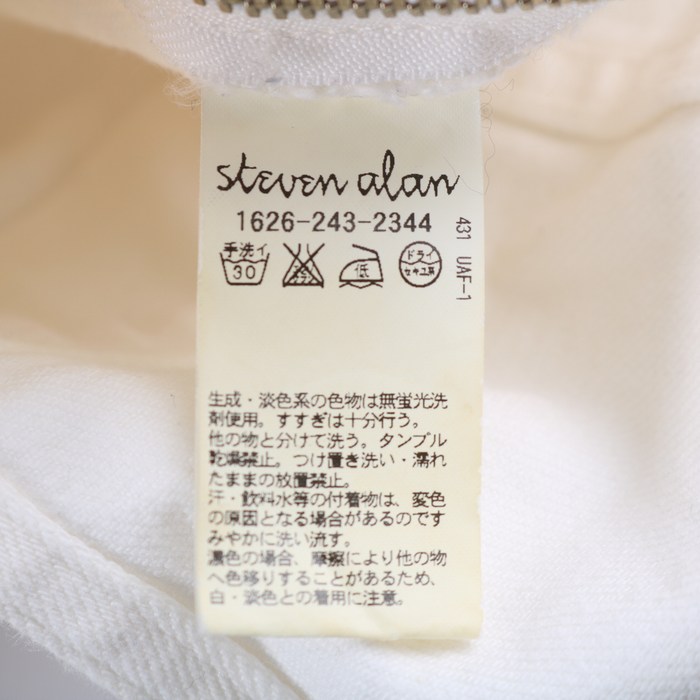 steven alan
1626-243-2344
431 UAF-1
手洗イ
30
低
ドライ
セキユ系
生成・淡色系の色物は無蛍光洗
剤使用。すすぎは十分行う。
他の物と分けて洗う。タンブル
乾燥禁止。つけ置き洗い・濡れ
たままの放置禁止。
汗・飲料水等の付着物は、変色
の原因となる場合があるのです
みやかに洗い流す。
濃色の場合、摩擦により他の物
へ色移りすることがあるため、
白・淡色との着用に注意。